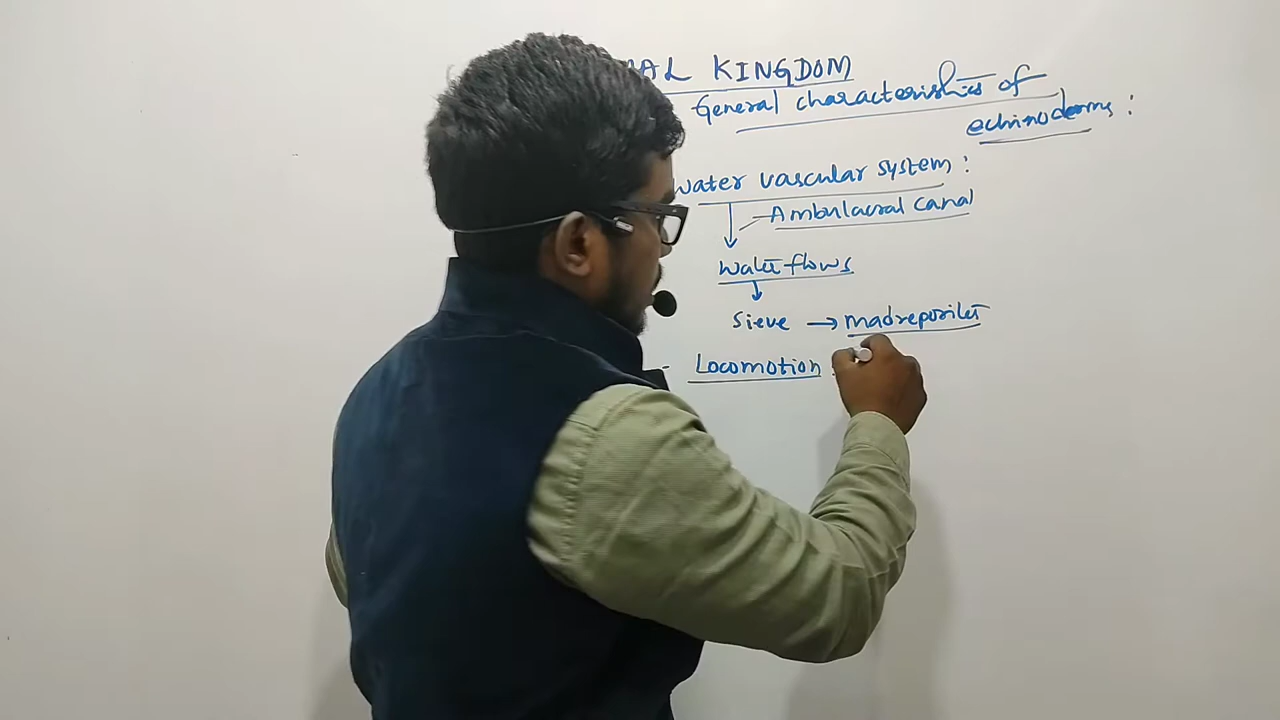 KINGDOM
General characteristics of
echinoderms :
water vascular system :
Ambulacral canal
Water flows
Sieve → madreporite
- Locomotion :